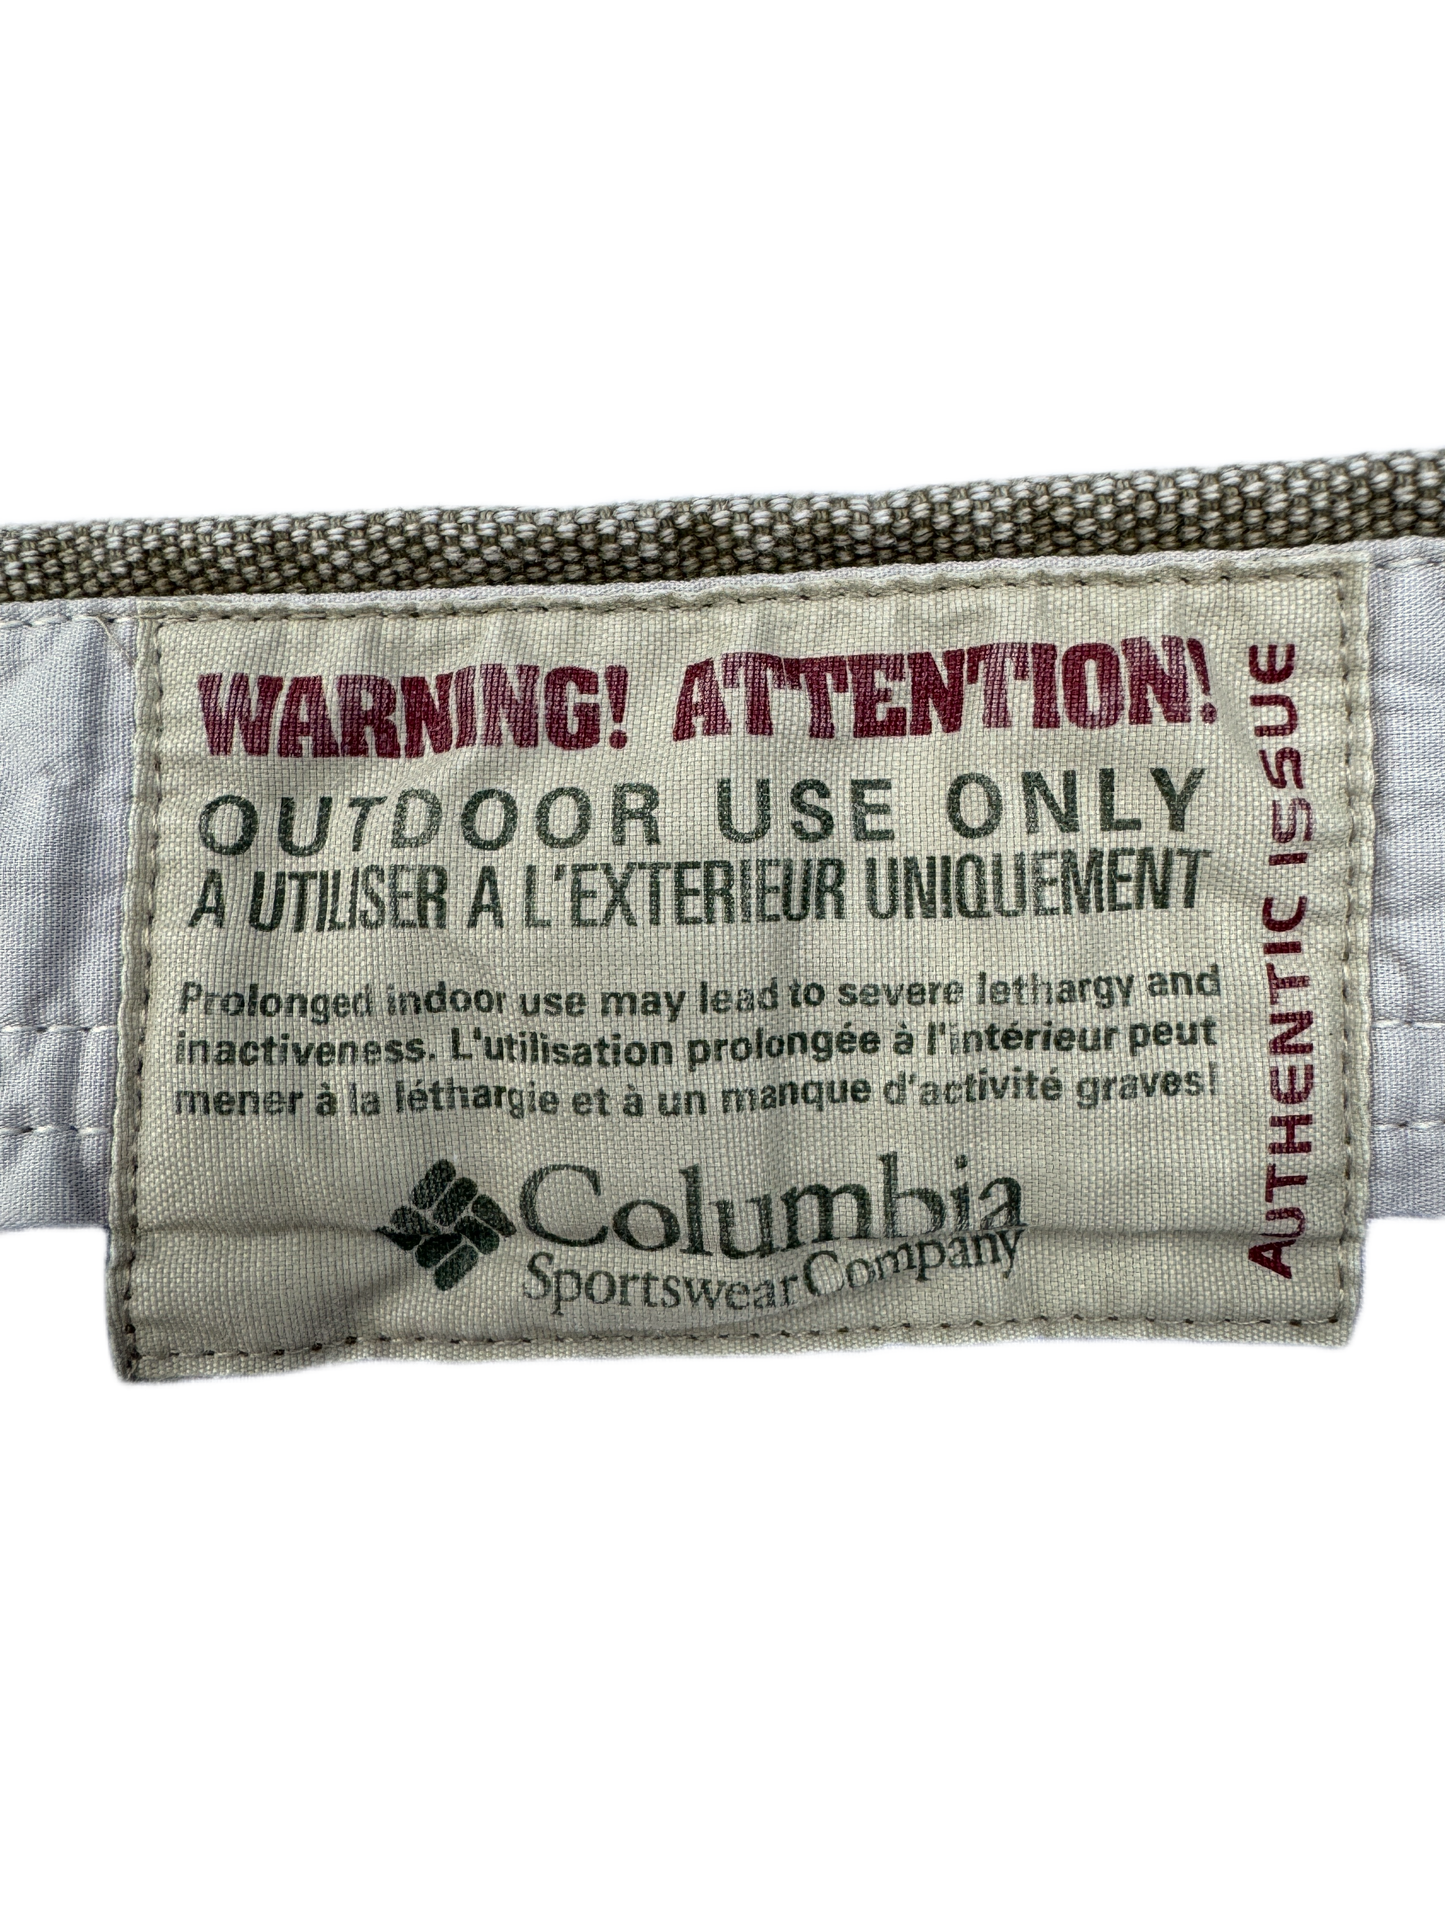 WARNING! ATTENTION!
OUTDOOR USE ONLY
A UTILISER A L'EXTERIEUR UNIQUEMENT
Prolonged indoor use may lead to severe lethargy and
inactiveness. L'utilisation prolongée à l'intérieur peut
mener à la léthargie et à un manque d'activité graves!
Columbia
Sportswear Company
AUTHENTIC ISSUE